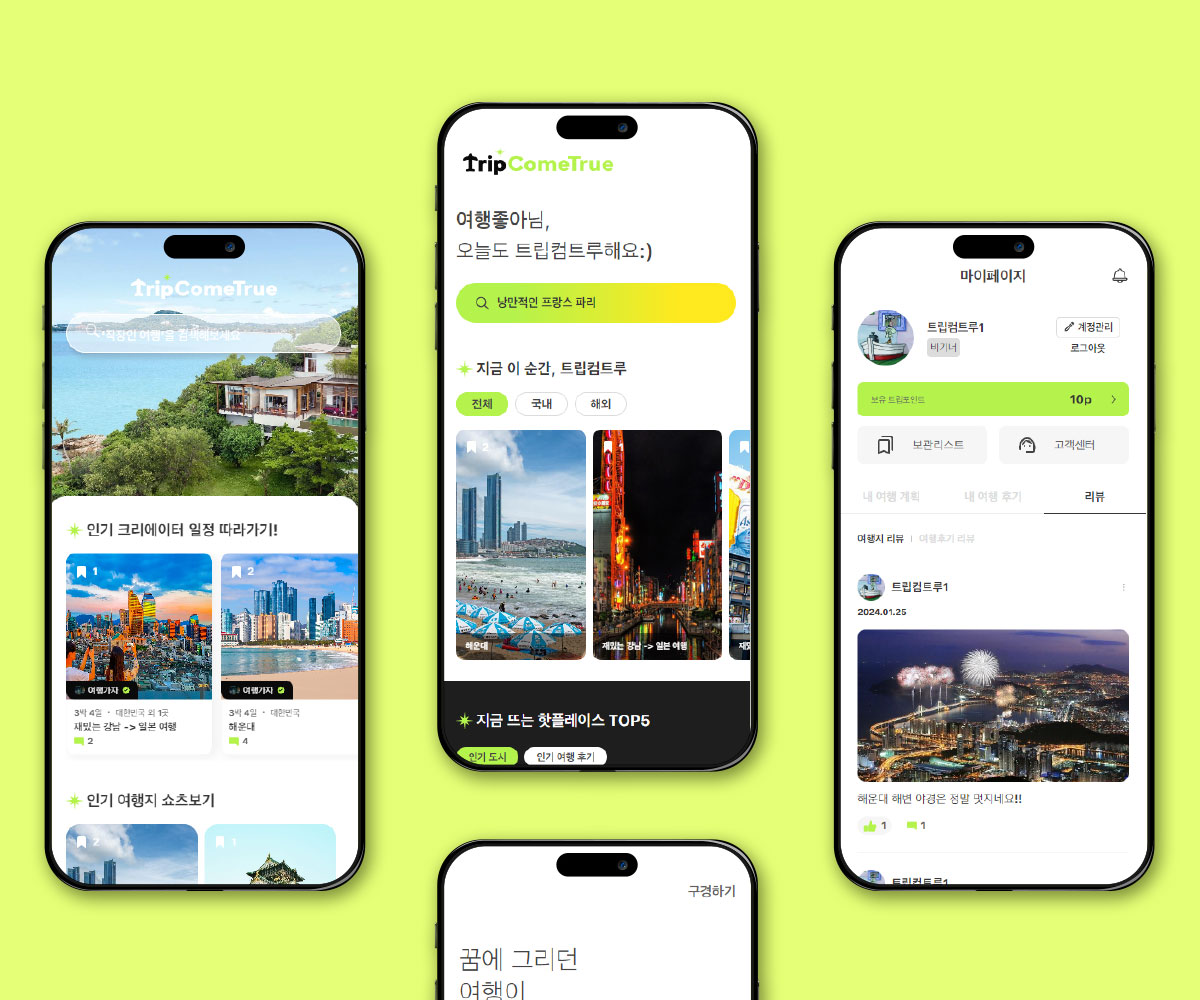 TripComeTrue
직장인 여행을 검색해보세요
인기 크리에이터 일정 따라가기!
1
2
여행가자
여행가자
3박 4일 • 대한민국 외 1곳
재밌는 강남 -> 일본 여행
2
3박 4일 • 대한민국
해운대
4
인기 여행지 쇼츠보기
2
1
TripComeTrue
여행좋아님,
오늘도 트립컴트루해요:)
낭만적인 프랑스 파리
지금 이 순간, 트립컴트루
전체
국내
해외
2
해운대
재밌는 강남 -> 일본 여행
지금 뜨는 핫플레이스 TOP5
인기 도시
인기 여행 후기
구경하기
꿈에 그리던
여행이
마이페이지
트립컴트루1
비기너
계정관리
로그아웃
보유 트립포인트
10p
보관리스트
고객센터
내 여행 계획
내 여행 후기
리뷰
여행지 리뷰 | 여행후기 리뷰
트립컴트루1
2024.01.25
해운대 해변 야경은 정말 멋지네요!!
1
1
트립컴트루1